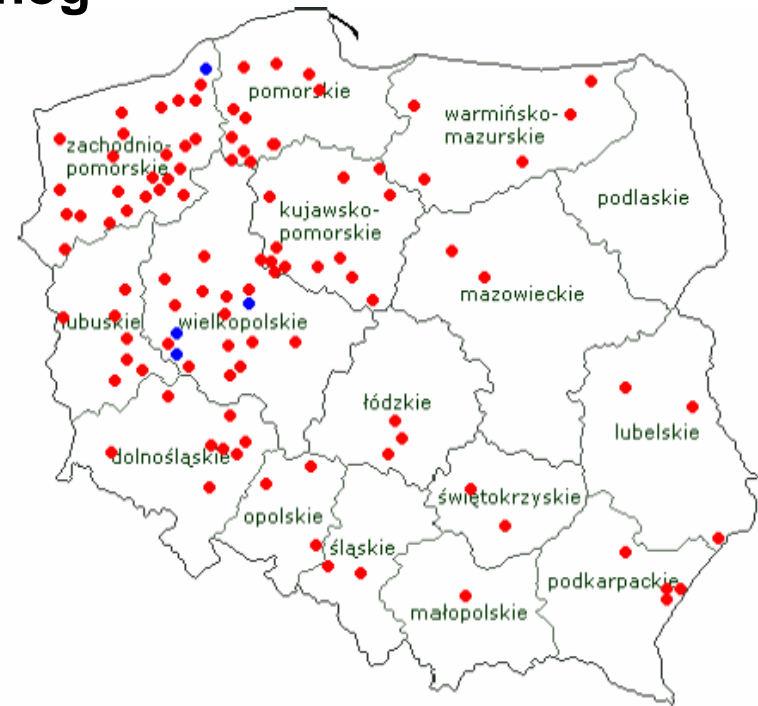 pomorskie
warmińsko-
mazurskie
zachodnio-
pomorskie
podlaskie
kujawsko-
pomorskie
mazowieckie
lubuskie
wielkopolskie
łódzkie
lubelskie
dolnośląskie
świętokrzyskie
opolskie
śląskie
podkarpackie
małopolskie